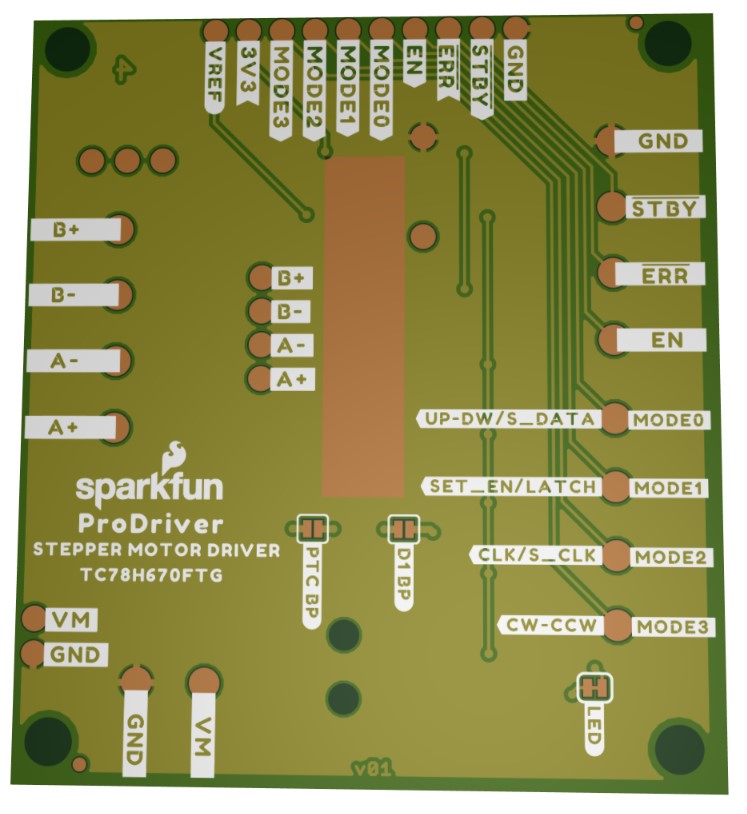 VREF
3V3
MODE3
MODE2
MODE1
MODE0
EN
ERR
STBY
GND
4
GND
STBY
ERR
EN
B+
B-
A-
A+
B+
B-
A-
A+
UP-DW/S_DATA MODE0
SET_EN/LATCH MODE1
CLK/S_CLK MODE2
CW-CCW MODE3
sparkfun
ProDriver
STEPPER MOTOR DRIVER
TC78H670FTG
PTC BP
D1 BP
VM
GND
GND
VM
LED
v01